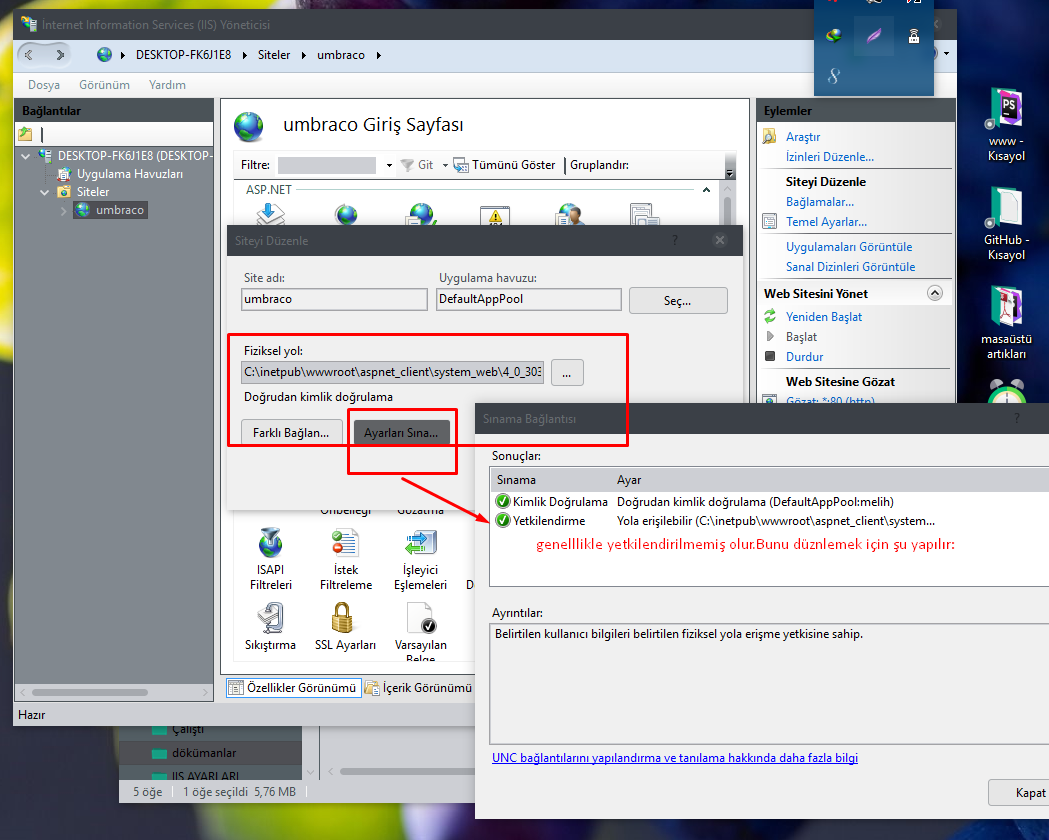 Internet Information Services (IIS) Yöneticisi
DESKTOP-FK6J1E8 Siteler umbraco
Dosya Görünüm Yardım
Bağlantılar
DESKTOP-FK6J1E8 (DESKTOP-
Uygulama Havuzları
Siteler
umbraco
umbraco Giriş Sayfası
Filtre: Git Tümünü Göster Gruplandır:
ASP.NET
Siteyi Düzenle ?
Site adı:
umbraco
Uygulama havuzu:
DefaultAppPool
Seç...
Fiziksel yol:
C:\inetpub\wwwroot\aspnet_client\system_web\4_0_303
...
Doğrudan kimlik doğrulama
Farklı Bağlan...
Ayarları Sına...
Önbelleği
Gözatma
ISAPI Filtreleri
İstek Filtreleme
İşleyici Eşlemeleri
D
Sıkıştırma
SSL Ayarları
Varsayılan Belge
Özellikler Görünümü
İçerik Görünümü
Hazır
Eylemler
Araştır
İzinleri Düzenle...
Siteyi Düzenle
Bağlamalar...
Temel Ayarlar...
Uygulamaları Görüntüle
Sanal Dizinleri Görüntüle
Web Sitesini Yönet
Yeniden Başlat
Başlat
Durdur
Web Sitesine Gözat
Gözat: *:80 (http)
Sınama Bağlantısı ?
Sonuçlar:
Sınama Ayar
Kimlik Doğrulama Doğrudan kimlik doğrulama (DefaultAppPool:melih)
Yetkilendirme Yola erişilebilir (C:\inetpub\wwwroot\aspnet_client\system...
genelllikle yetkilendirilmemiş olur.Bunu düznlemek için şu yapılır:
Ayrıntılar:
Belirtilen kullanıcı bilgileri belirtilen fiziksel yola erişme yetkisine sahip.
UNC bağlantılarını yapılandırma ve tanılama hakkında daha fazla bilgi
Kapat
Çalıştı
dökümanlar
IIS AYARLARI
5 öğe 1 öğe seçildi 5,76 MB
PS
www -
Kısayol
GitHub -
Kısayol
masaüstü
artıkları